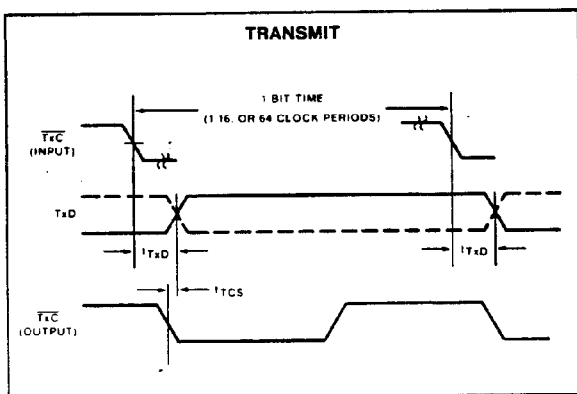 TRANSMIT
1 BIT TIME
(1 16, OR 64 CLOCK PERIODS)
TxC
(INPUT)
TxD
tTxD
tTxD
tTCS
TxC
(OUTPUT)